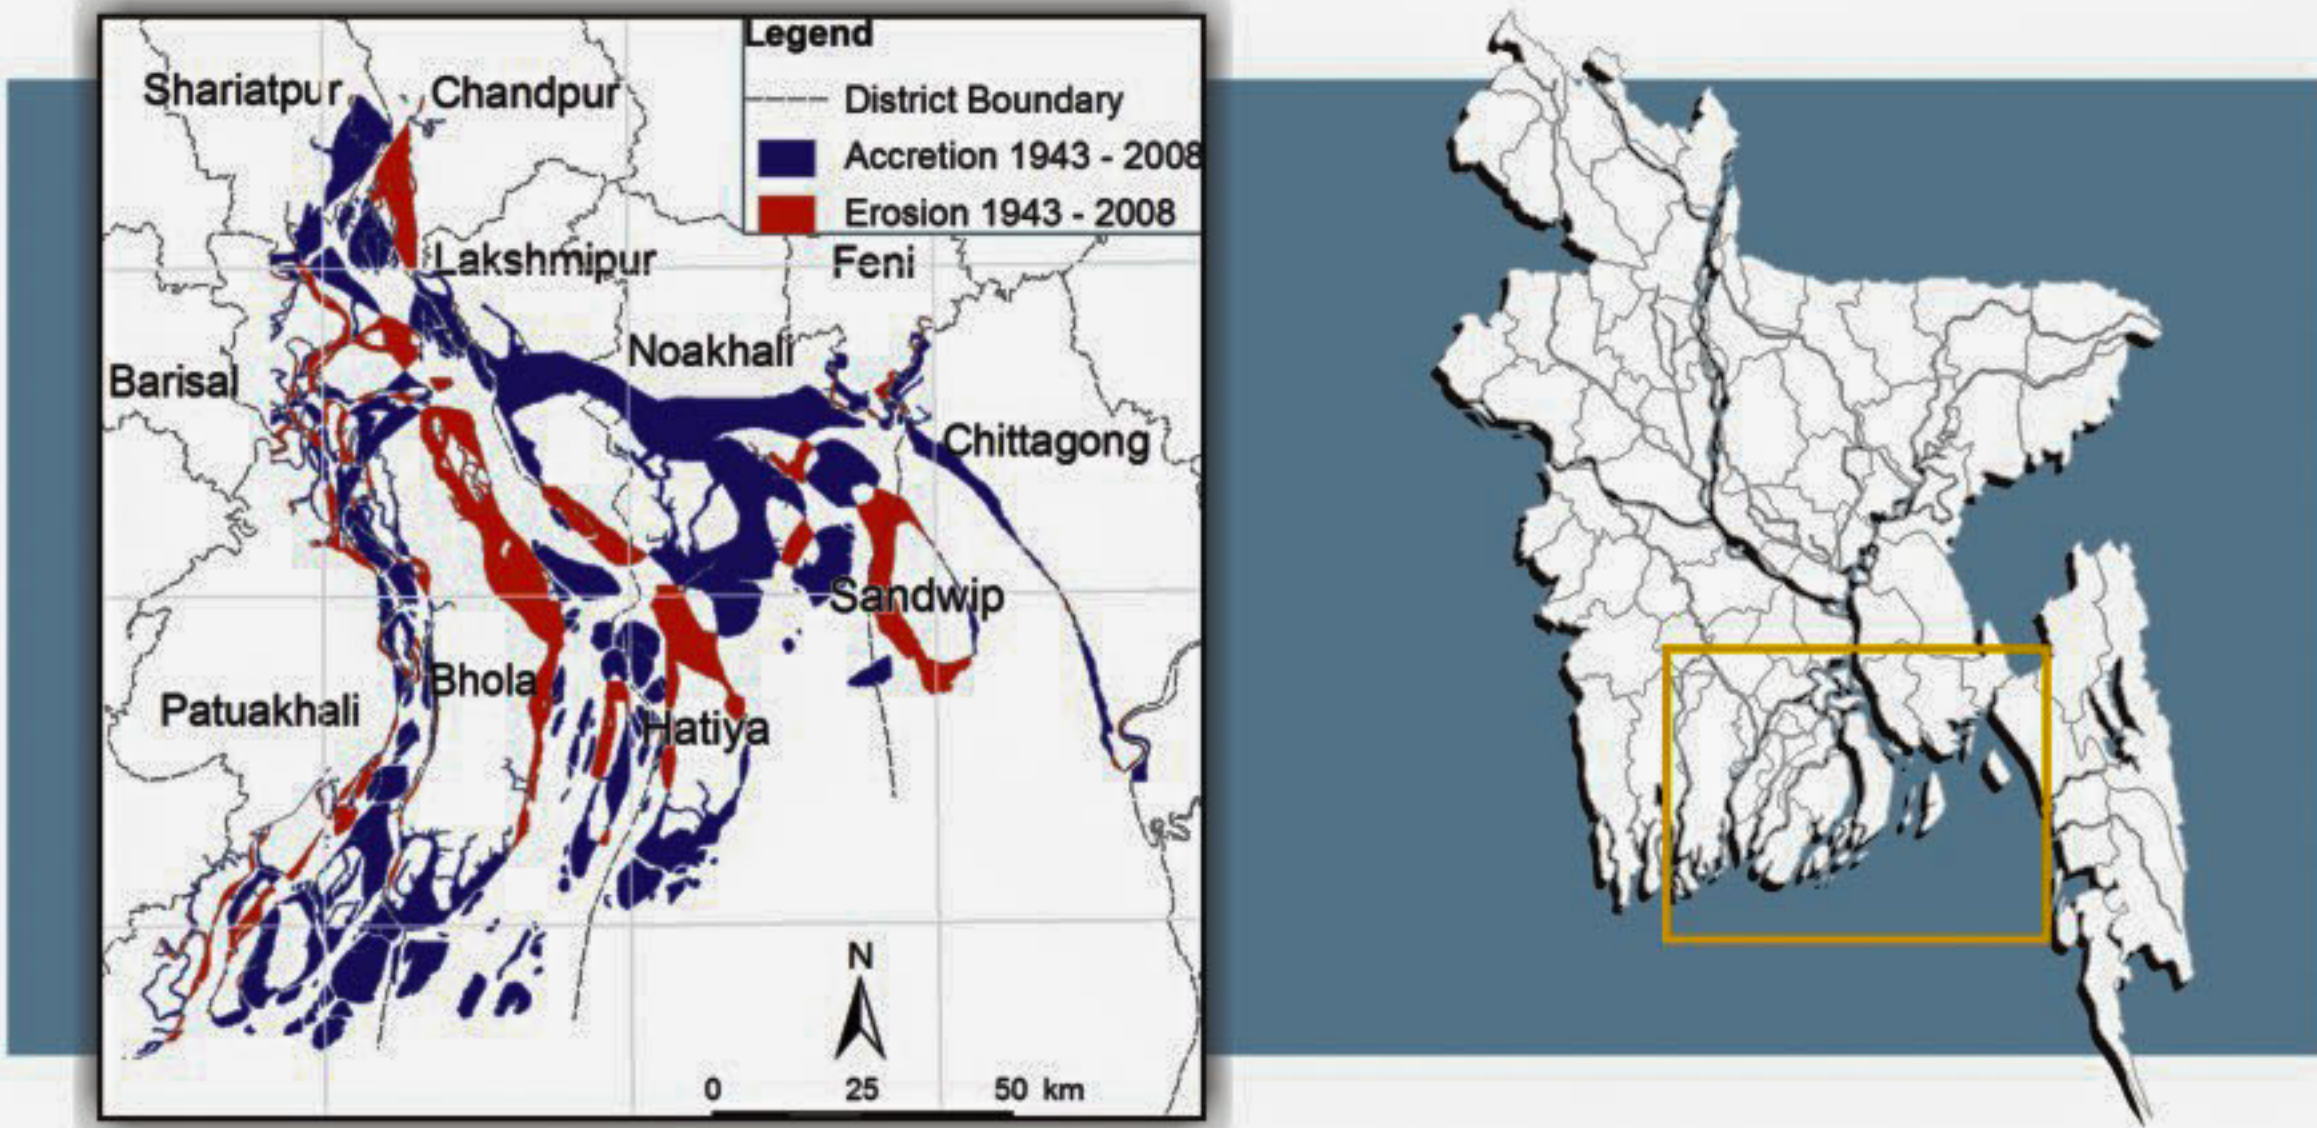 Legend
District Boundary
Accretion 1943 - 2008
Erosion 1943 - 2008
Shariatpur
Chandpur
Lakshmipur
Feni
Noakhali
Barisal
Chittagong
Sandwip
Bhola
Patuakhali
Hatiya
N
0 25 50 km